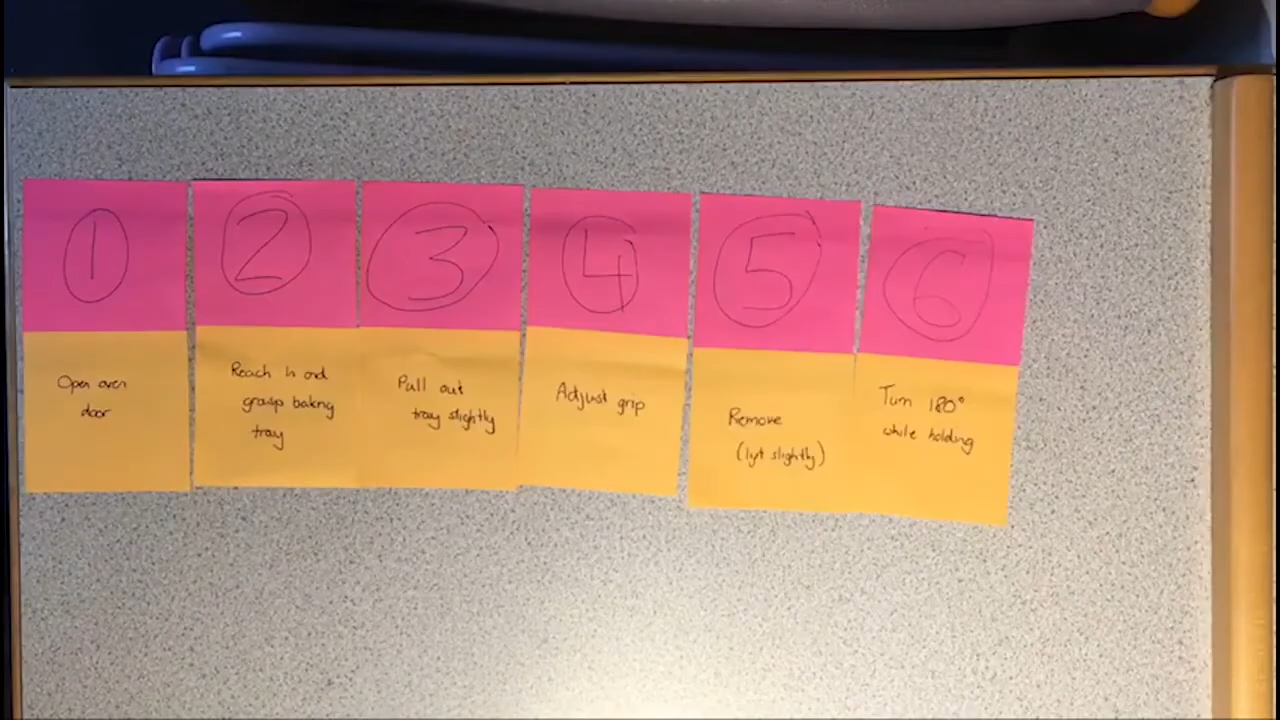 1
2
3
4
5
6
Open oven
door
Reach in and
grasp baking
tray
Pull out
tray slightly
Adjust grip
Remove
(lift slightly)
Turn 180°
while holding